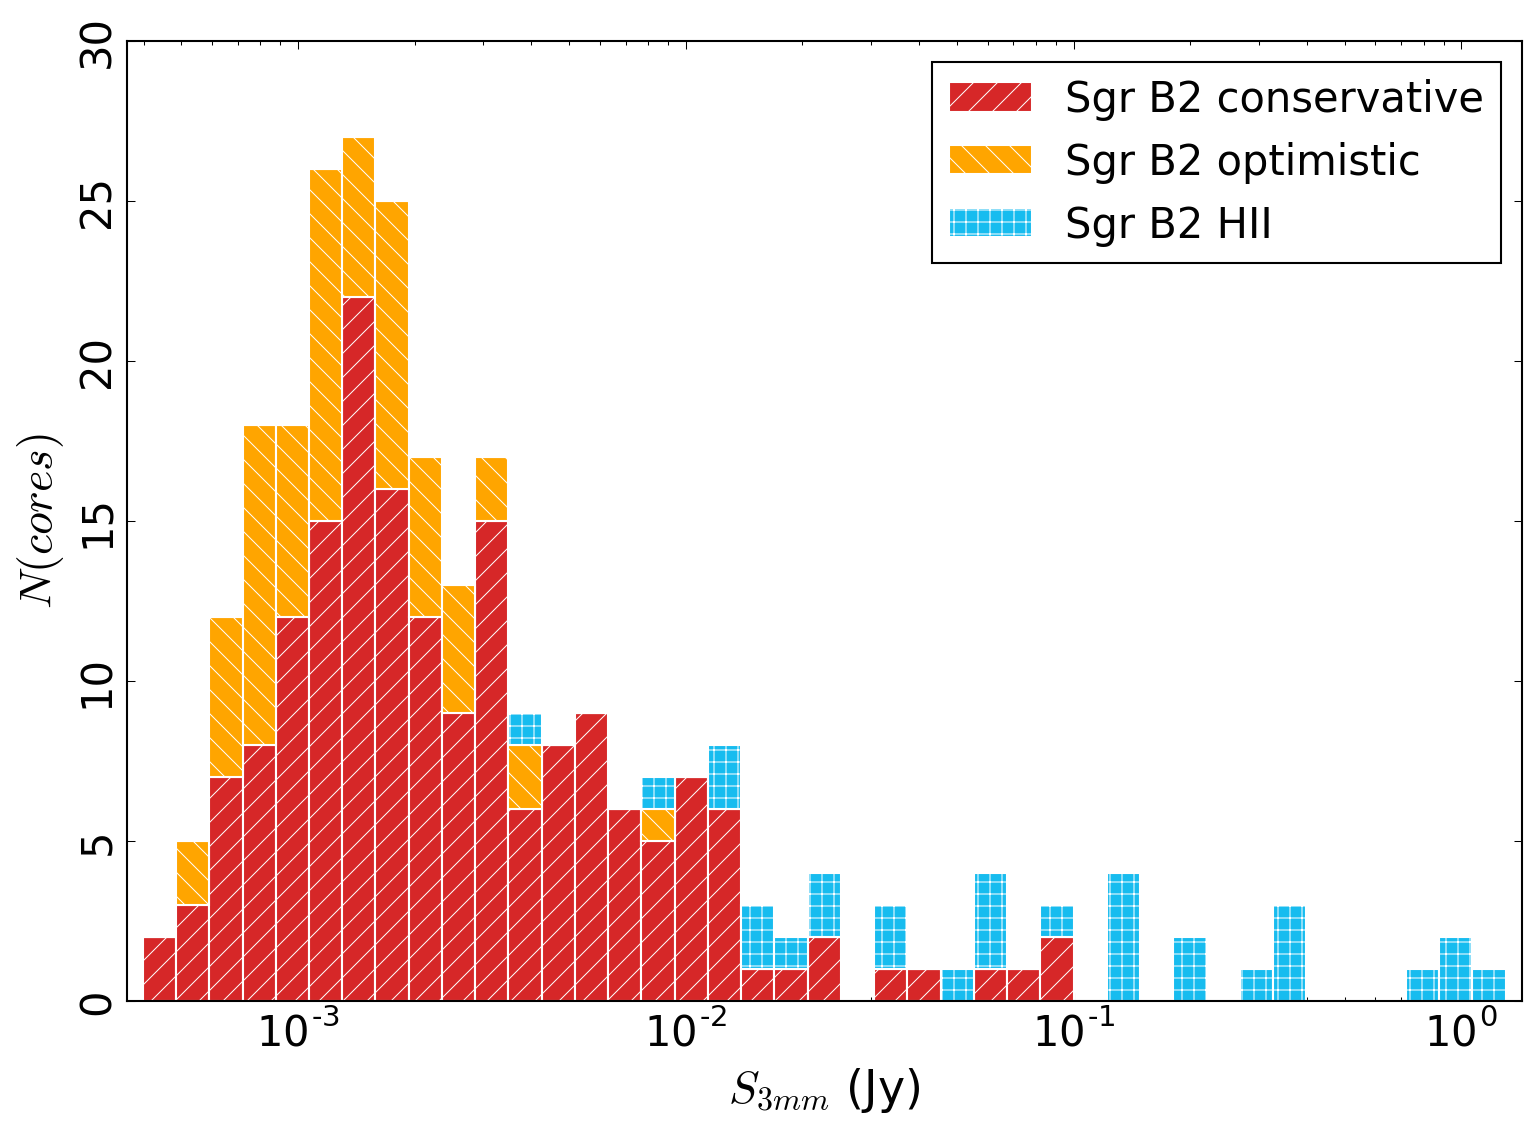 30
25
20
15
10
5
0
N(cores)
Sgr B2 conservative
Sgr B2 optimistic
Sgr B2 HII
10^-3 10^-2 10^-1 10^0
S_3mm (Jy)